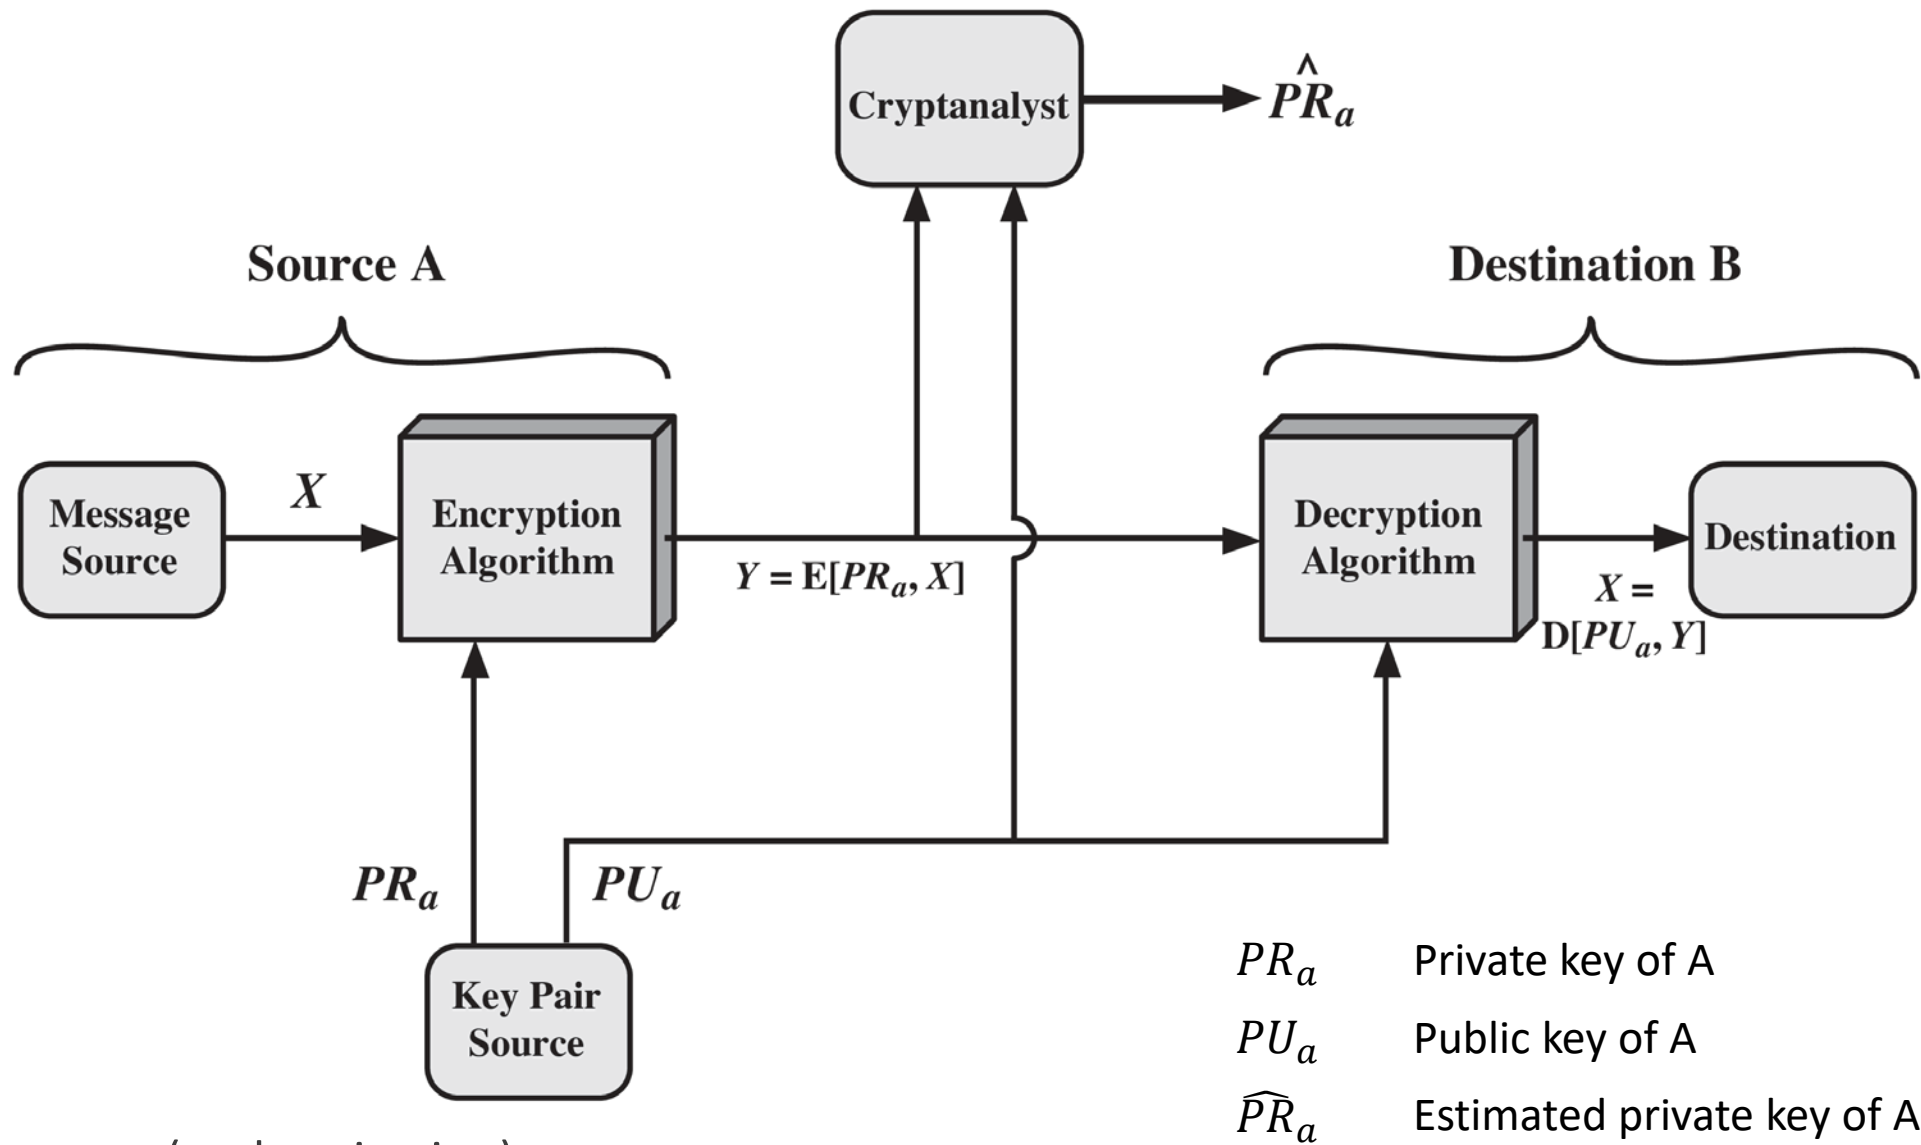 Cryptanalyst
P̂R_a
Source A
Destination B
Message
Source
X
Encryption
Algorithm
Y = E[PR_a, X]
Decryption
Algorithm
X =
D[PU_a, Y]
Destination
PR_a
PU_a
Key Pair
Source
PR_a Private key of A
PU_a Public key of A
P̂R_a Estimated private key of A